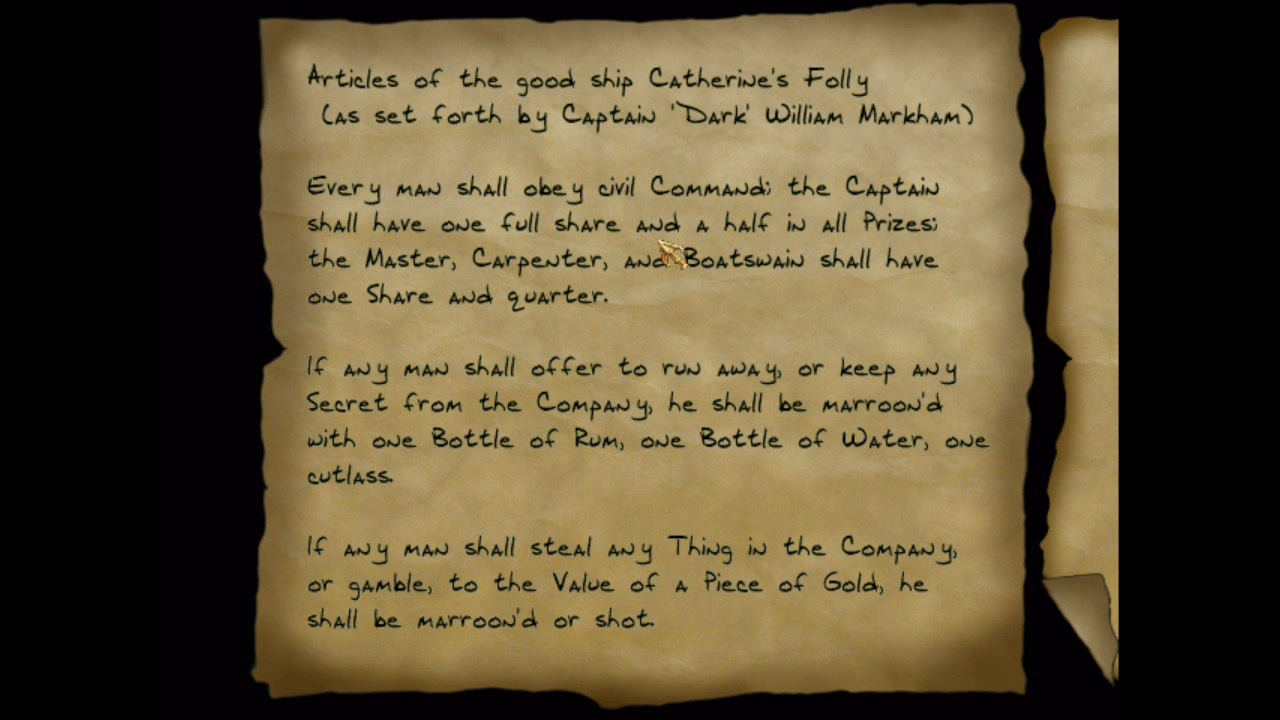 Articles of the good ship Catherine's Folly
(as set forth by Captain 'Dark' William Markham)
Every man shall obey civil Command; the Captain
shall have one full share and a half in all Prizes;
the Master, Carpenter, and Boatswain shall have
one Share and quarter.
If any man shall offer to run away, or keep any
Secret from the Company, he shall be marroon'd
with one Bottle of Rum, one Bottle of Water, one
cutlass.
If any man shall steal any Thing in the Company,
or gamble, to the Value of a Piece of Gold, he
shall be marroon'd or shot.